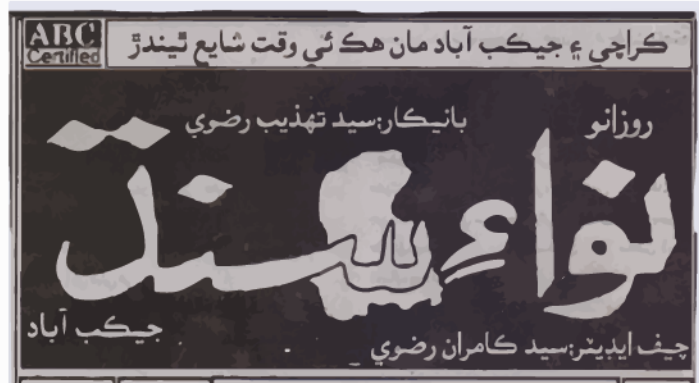 ABC
Certified
ڪراچي ۽ جيڪب آباد مان هڪ ئي وقت شايع ٿيندڙ
روزانو
بانيڪار:سيد تهذيب رضوي
نواءِ سنڌ
جيڪب آباد
چيف ايڊيٽر:سيد ڪامران رضوي